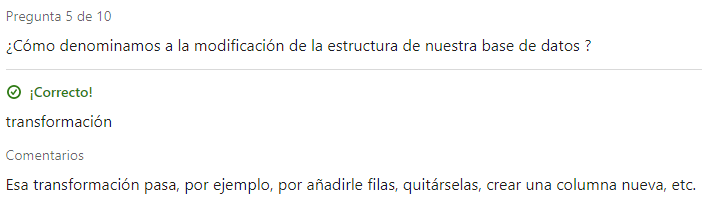 Pregunta 5 de 10
¿Cómo denominamos a la modificación de la estructura de nuestra base de datos ?
¡Correcto!
transformación
Comentarios
Esa transformación pasa, por ejemplo, por añadirle filas, quitárselas, crear una columna nueva, etc.